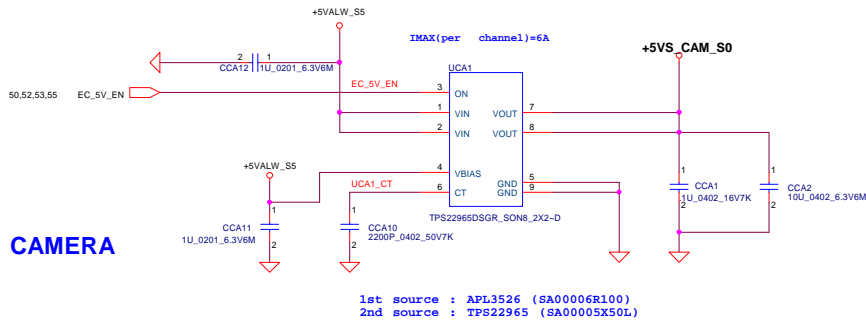 +5VALW_S5
IMAX(per channel)=6A
+5VS_CAM_S0
2 1
CCA12 1U_0201_6.3V6M
UCA1
50,52,53,55 EC_5V_EN
EC_5V_EN
3 ON
1 VIN VOUT 7
2 VIN VOUT 8
+5VALW_S5
4 VBIAS
GND 5
UCA1_CT 6 CT GND 9
TPS22965DSGR_SON8_2X2-D
1
CCA11
1U_0201_6.3V6M
2
1
CCA10
2200P_0402_50V7K
2
1
CCA1
.1U_0402_16V7K
2
1
CCA2
10U_0402_6.3V6M
2
CAMERA
1st source : APL3526 (SA00006R100)
2nd source : TPS22965 (SA00005X50L)